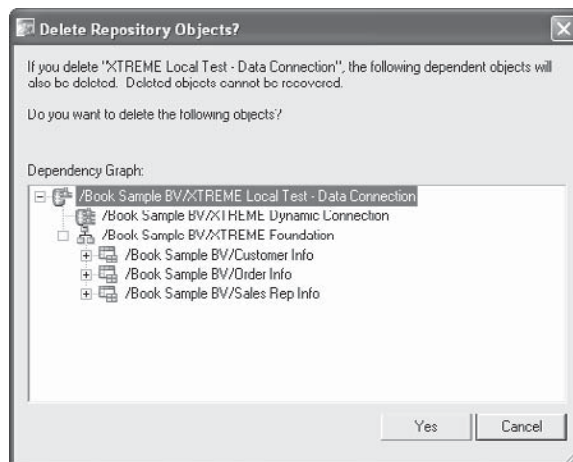 Delete Repository Objects?
If you delete "XTREME Local Test - Data Connection", the following dependent objects will
also be deleted. Deleted objects cannot be recovered.
Do you want to delete the following objects?
Dependency Graph:
/Book Sample BV/XTREME Local Test - Data Connection
/Book Sample BV/XTREME Dynamic Connection
/Book Sample BV/XTREME Foundation
/Book Sample BV/Customer Info
/Book Sample BV/Order Info
/Book Sample BV/Sales Rep Info
Yes
Cancel